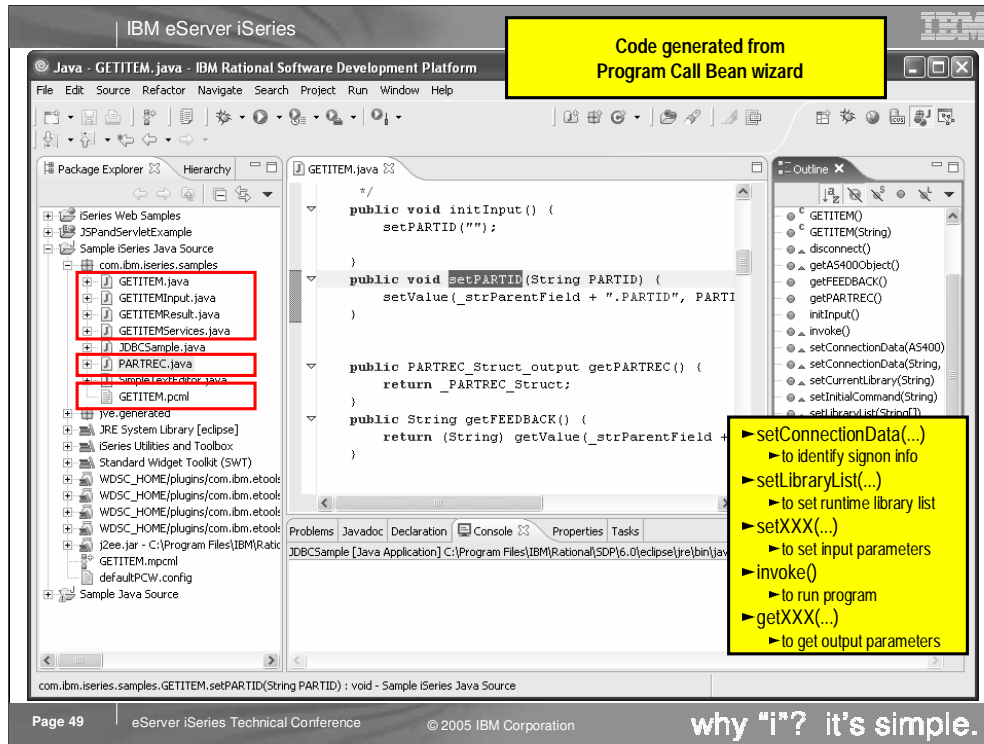 IBM eServer iSeries
IBM
Code generated from
Program Call Bean wizard
Java - GETITEM.java - IBM Rational Software Development Platform
File Edit Source Refactor Navigate Search Project Run Window Help
Package Explorer
Hierarchy
iSeries Web Samples
JSPandServletExample
Sample iSeries Java Source
com.ibm.iseries.samples
GETITEM.java
GETITEMInput.java
GETITEMResult.java
GETITEMServices.java
JDBCSample.java
PARTREC.java
SimpleTextEditor.java
GETITEM.pcml
jve.generated
JRE System Library [eclipse]
iSeries Utilities and Toolbox
Standard Widget Toolkit (SWT)
WDSC_HOME/plugins/com.ibm.etools
WDSC_HOME/plugins/com.ibm.etools
WDSC_HOME/plugins/com.ibm.etools
WDSC_HOME/plugins/com.ibm.etools
j2ee.jar - C:\Program Files\IBM\Ratic
GETITEM.mpcml
defaultPCW.config
Sample Java Source
GETITEM.java
*/
public void initInput() {
setPARTID("");
}
public void setPARTID(String PARTID) {
setValue(_strParentField + ".PARTID", PARTI
}
public PARTREC_Struct_output getPARTREC() {
return _PARTREC_Struct;
}
public String getFEEDBACK() {
return (String) getValue(_strParentField +
}
Outline
GETITEM()
GETITEM(String)
disconnect()
getAS400Object()
getFEEDBACK()
getPARTREC()
initInput()
invoke()
setConnectionData(AS400)
setConnectionData(String,
setCurrentLibrary(String)
setInitialCommand(String)
setLibraryList(String[])
Problems Javadoc Declaration Console Properties Tasks
JDBCSample [Java Application] C:\Program Files\IBM\Rational\SDP\6.0\eclipse\jre\bin\jav
►setConnectionData(...)
►to identify signon info
►setLibraryList(...)
►to set runtime library list
►setXXX(...)
►to set input parameters
►invoke()
►to run program
►getXXX(...)
►to get output parameters
com.ibm.iseries.samples.GETITEM.setPARTID(String PARTID) : void - Sample iSeries Java Source
Page 49
eServer iSeries Technical Conference
© 2005 IBM Corporation
why "i"? it's simple.